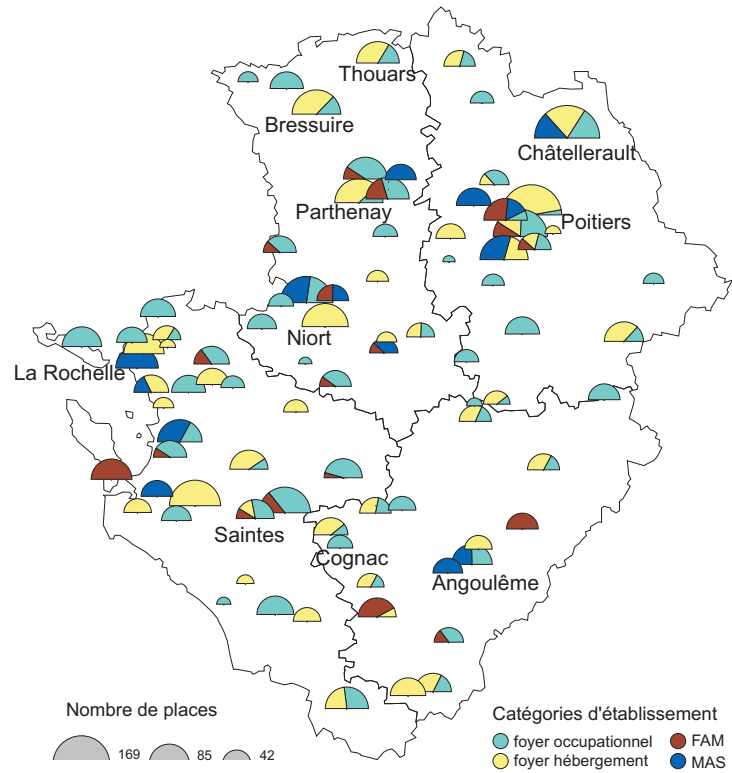 Thouars
Bressuire
Châtellerault
Parthenay
Poitiers
Niort
La Rochelle
Saintes
Cognac
Angoulême
Nombre de places
169
85
42
Catégories d'établissement
foyer occupationnel
FAM
foyer hébergement
MAS